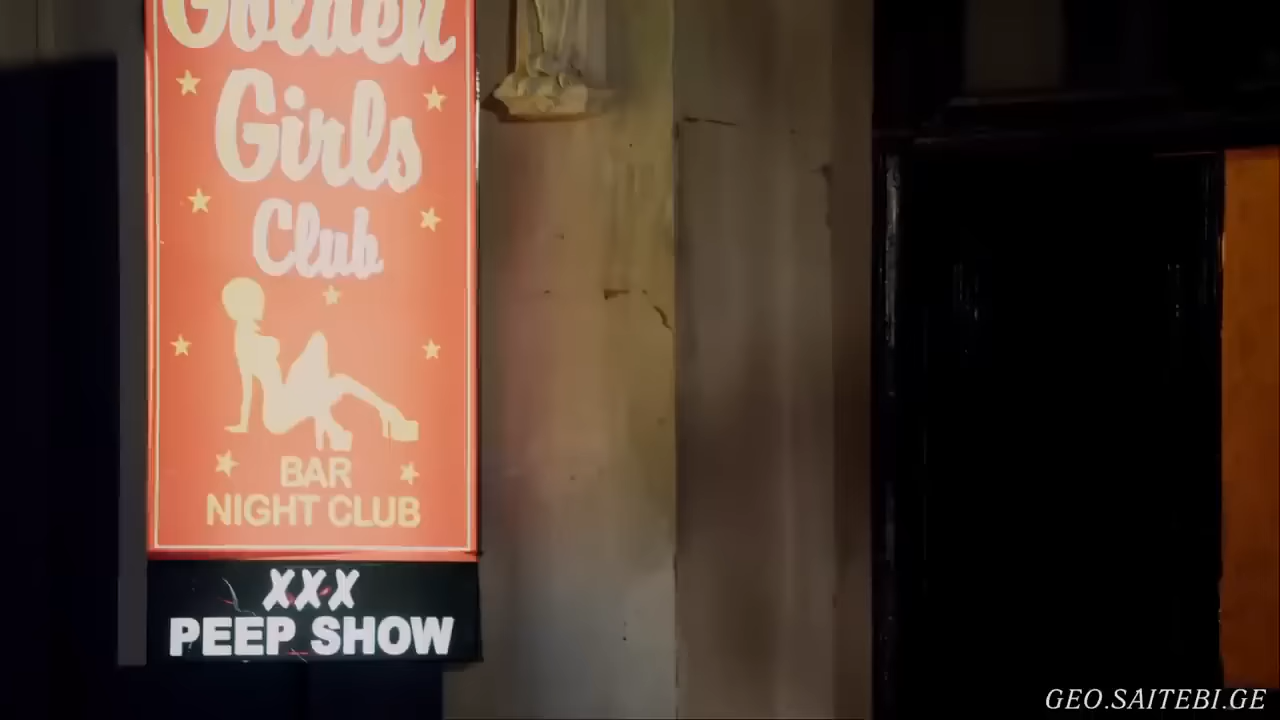 Golden
Girls
Club
BAR
NIGHT CLUB
XXX
PEEP SHOW
GEO.SAITEBI.GE